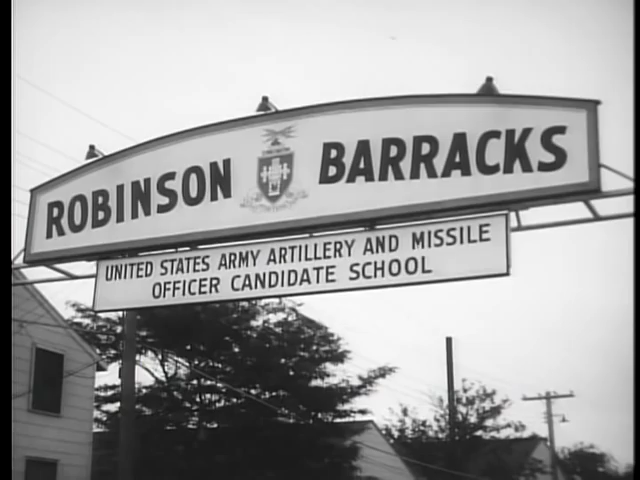 ROBINSON BARRACKS
UNITED STATES ARMY ARTILLERY AND MISSILE
OFFICER CANDIDATE SCHOOL